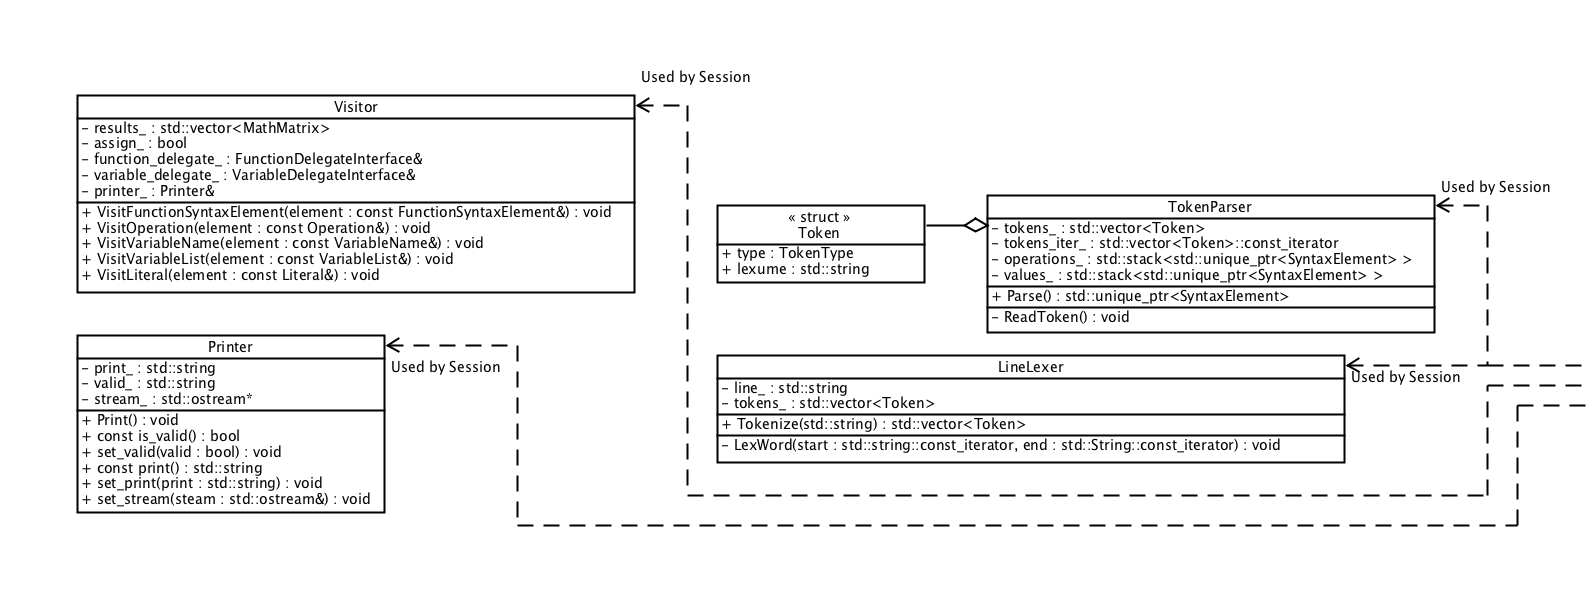 Used by Session
Visitor
– results_ : std::vector<MathMatrix>
– assign_ : bool
– function_delegate_ : FunctionDelegateInterface&
– variable_delegate_ : VariableDelegateInterface&
– printer_ : Printer&
+ VisitFunctionSyntaxElement(element : const FunctionSyntaxElement&) : void
+ VisitOperation(element : const Operation&) : void
+ VisitVariableName(element : const VariableName&) : void
+ VisitVariableList(element : const VariableList&) : void
+ VisitLiteral(element : const Literal&) : void
« struct »
Token
+ type : TokenType
+ lexume : std::string
Used by Session
TokenParser
– tokens_ : std::vector<Token>
– tokens_iter_ : std::vector<Token>::const_iterator
– operations_ : std::stack<std::unique_ptr<SyntaxElement> >
– values_ : std::stack<std::unique_ptr<SyntaxElement> >
+ Parse() : std::unique_ptr<SyntaxElement>
– ReadToken() : void
Printer
– print_ : std::string
– valid_ : std::string
– stream_ : std::ostream*
+ Print() : void
+ const is_valid() : bool
+ set_valid(valid : bool) : void
+ const print() : std::string
+ set_print(print : std::string) : void
+ set_stream(steam : std::ostream&) : void
Used by Session
LineLexer
– line_ : std::string
– tokens_ : std::vector<Token>
+ Tokenize(std::string) : std::vector<Token>
– LexWord(start : std::string::const_iterator, end : std::String::const_iterator) : void
Used by Session